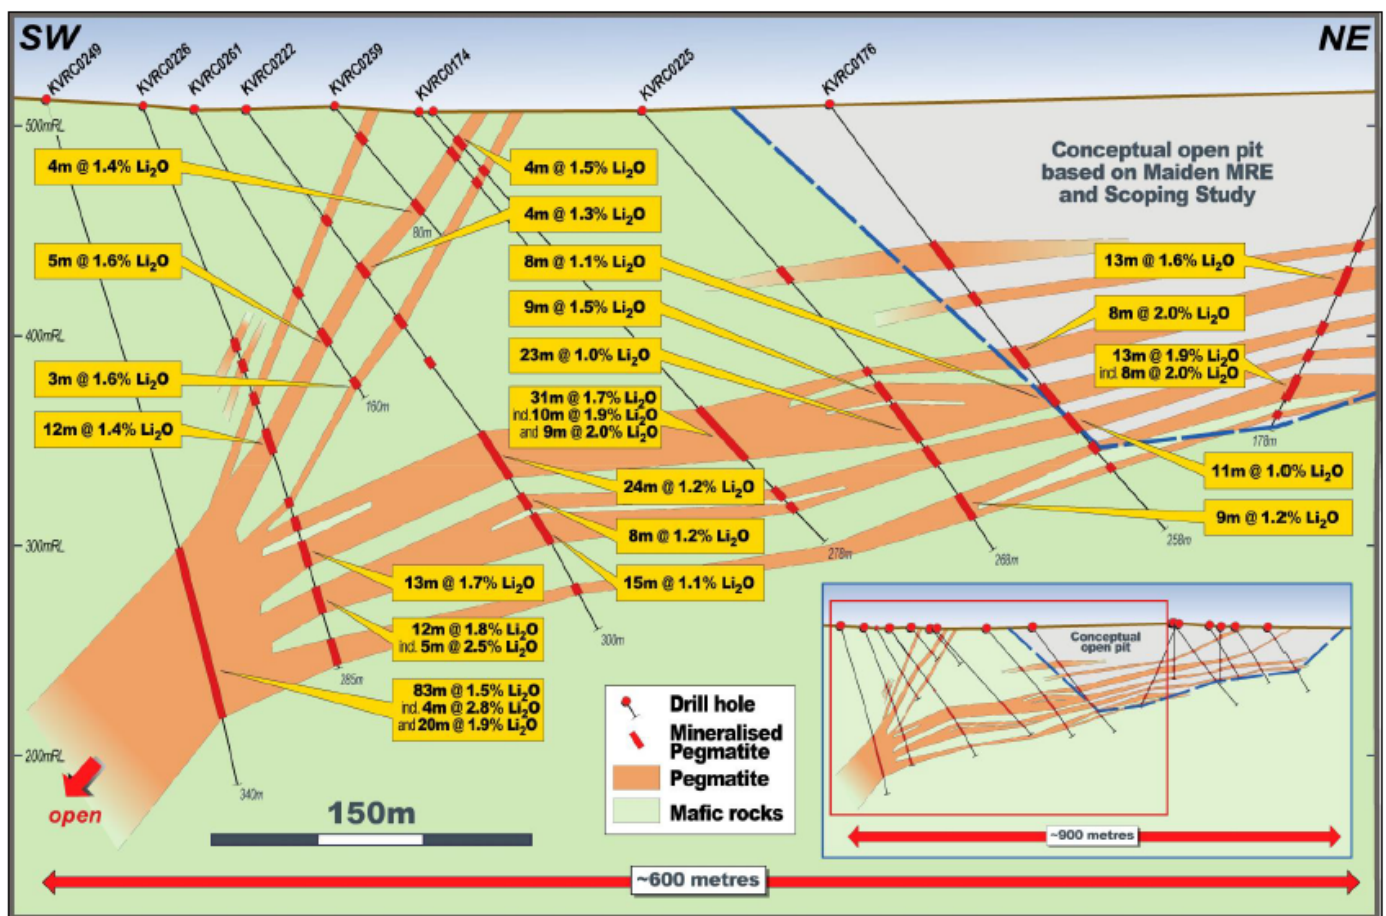 SW
NE
KVRC0249
KVRC0226
KVRC0261
KVRC0222
KVRC0259
KVRC0174
KVRC0225
KVRC0176
500mRL
400mRL
300mRL
200mRL
4m @ 1.4% Li₂O
5m @ 1.6% Li₂O
3m @ 1.6% Li₂O
12m @ 1.4% Li₂O
4m @ 1.5% Li₂O
4m @ 1.3% Li₂O
8m @ 1.1% Li₂O
9m @ 1.5% Li₂O
23m @ 1.0% Li₂O
31m @ 1.7% Li₂O
incl. 10m @ 1.9% Li₂O
and 9m @ 2.0% Li₂O
24m @ 1.2% Li₂O
8m @ 1.2% Li₂O
15m @ 1.1% Li₂O
13m @ 1.7% Li₂O
12m @ 1.8% Li₂O
incl. 5m @ 2.5% Li₂O
83m @ 1.5% Li₂O
incl. 4m @ 2.8% Li₂O
and 20m @ 1.9% Li₂O
Conceptual open pit
based on Maiden MRE
and Scoping Study
13m @ 1.6% Li₂O
8m @ 2.0% Li₂O
13m @ 1.9% Li₂O
incl. 8m @ 2.0% Li₂O
11m @ 1.0% Li₂O
9m @ 1.2% Li₂O
80m
160m
178m
258m
268m
278m
300m
285m
340m
open
150m
Drill hole
Mineralised
Pegmatite
Pegmatite
Mafic rocks
Conceptual
open pit
~900 metres
~600 metres